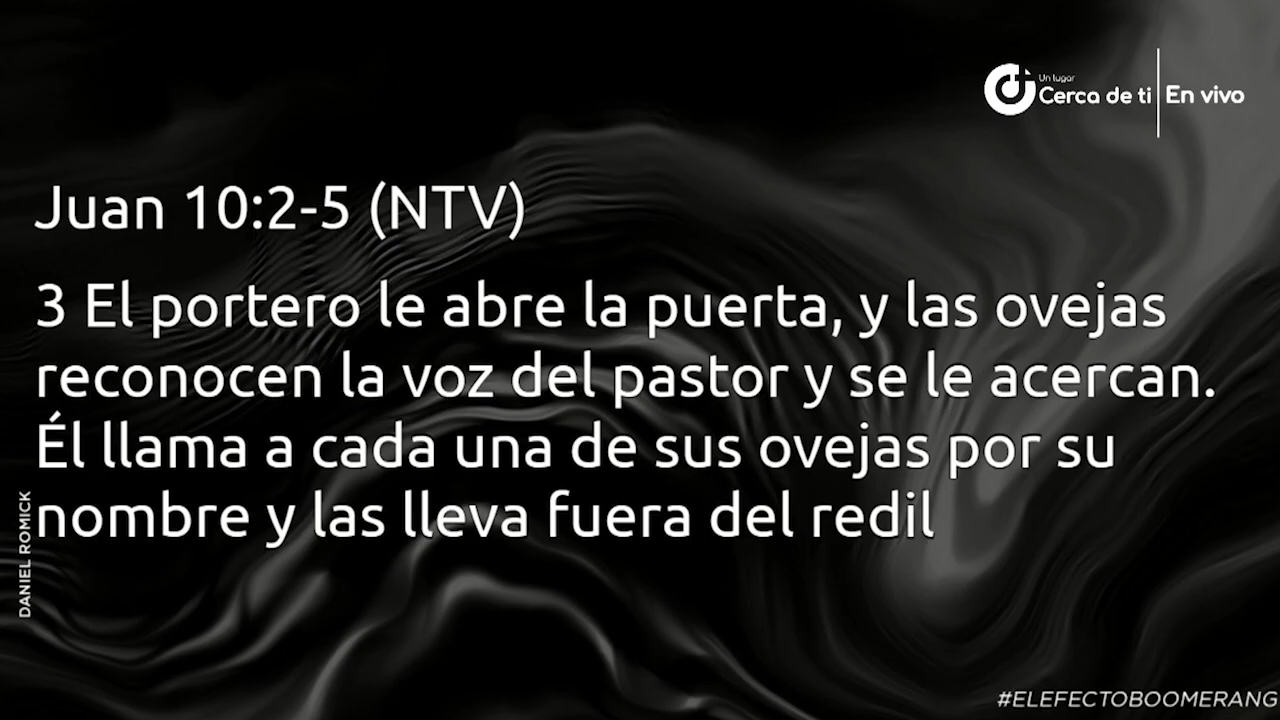 Un lugar
Cerca de ti
En vivo
Juan 10:2-5 (NTV)
3 El portero le abre la puerta, y las ovejas
reconocen la voz del pastor y se le acercan.
Él llama a cada una de sus ovejas por su
nombre y las lleva fuera del redil
DANIEL ROMICK
#ELEFECTOBOOMERANG